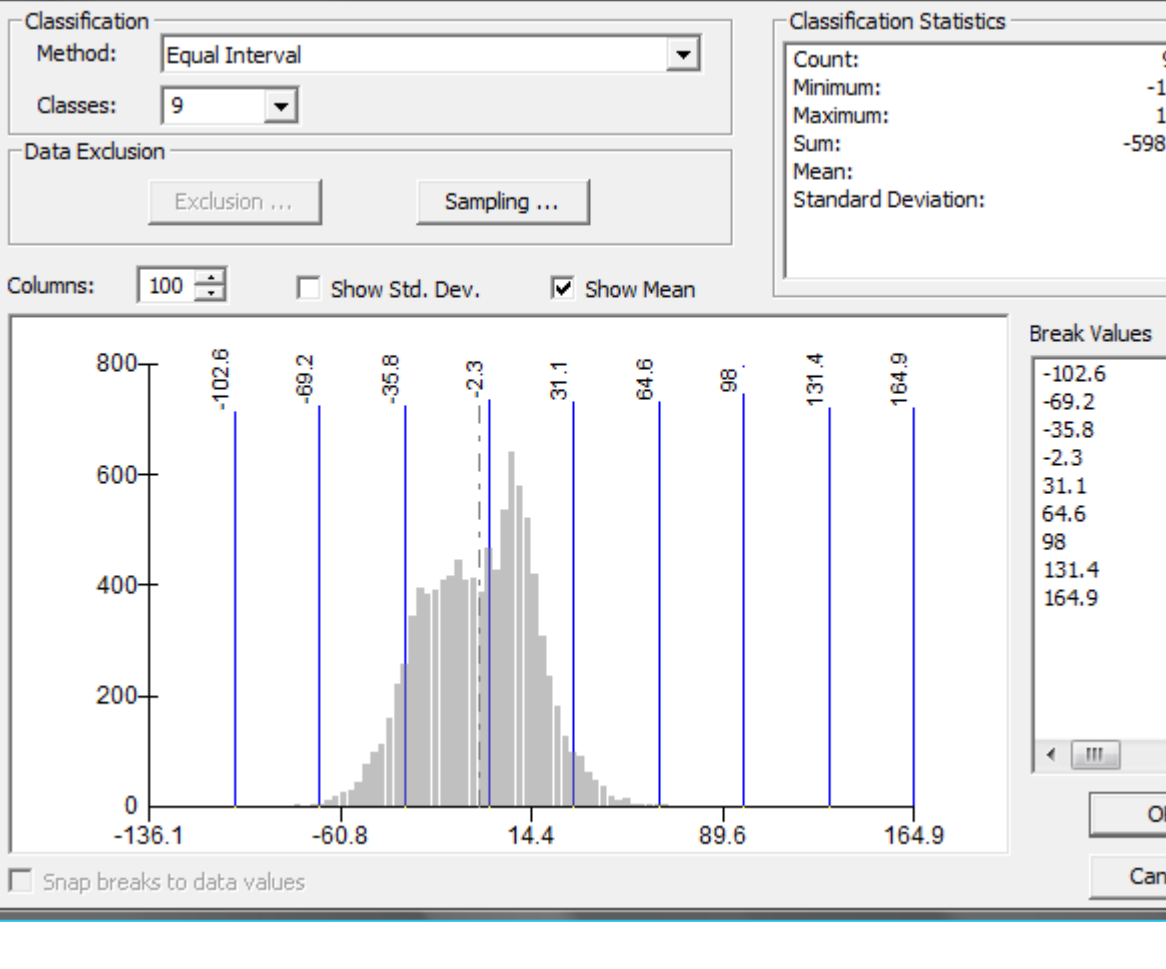 Classification
Method: Equal Interval
Classes: 9
Data Exclusion
Exclusion ...
Sampling ...
Classification Statistics
Count: 9
Minimum: -1
Maximum: 1
Sum: -598
Mean:
Standard Deviation:
Columns: 100
Show Std. Dev.
Show Mean
800
600
400
200
0
-102.6
-69.2
-35.8
-2.3
31.1
64.6
98
131.4
164.9
-136.1
-60.8
14.4
89.6
164.9
Break Values
-102.6
-69.2
-35.8
-2.3
31.1
64.6
98
131.4
164.9
Snap breaks to data values